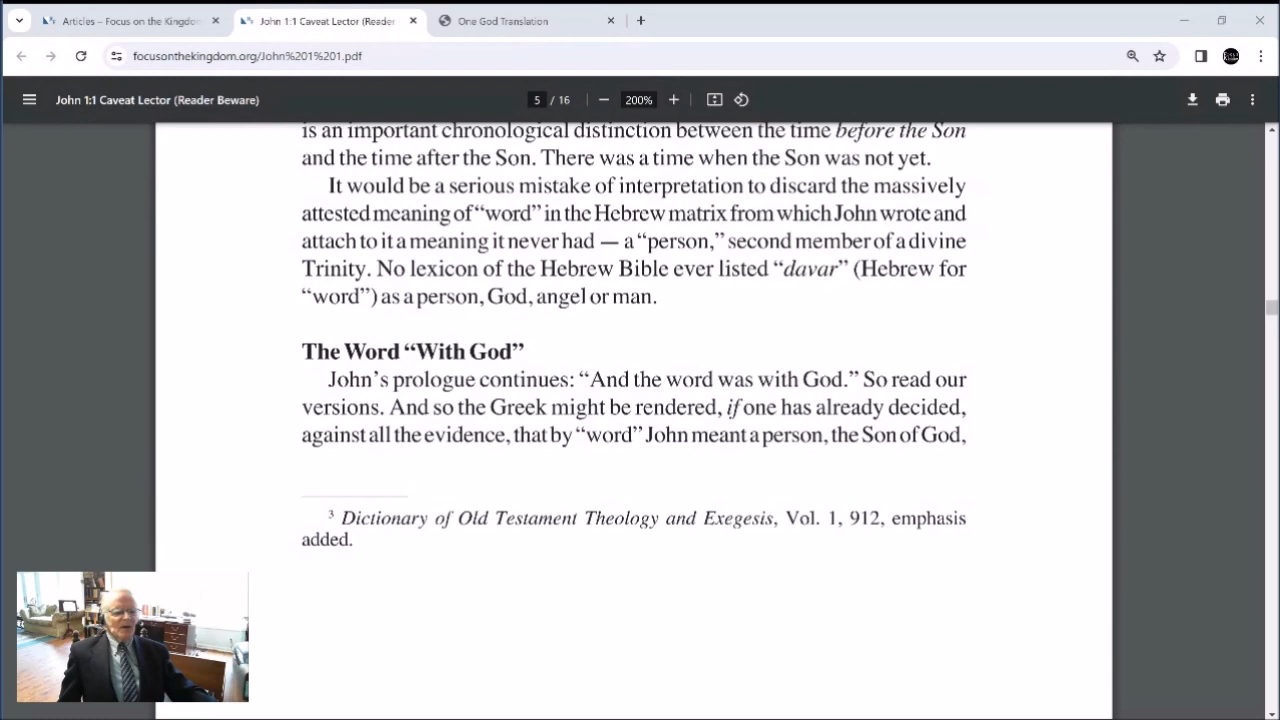 Articles – Focus on the Kingdo
John 1:1 Caveat Lector (Reader
One God Translation
focusonthekingdom.org/John%201%201.pdf
John 1:1 Caveat Lector (Reader Beware)
5 / 16
200%
is an important chronological distinction between the time before the Son
and the time after the Son. There was a time when the Son was not yet.
It would be a serious mistake of interpretation to discard the massively
attested meaning of “word” in the Hebrew matrix from which John wrote and
attach to it a meaning it never had — a “person,” second member of a divine
Trinity. No lexicon of the Hebrew Bible ever listed “davar” (Hebrew for
“word”) as a person, God, angel or man.
The Word “With God”
John’s prologue continues: “And the word was with God.” So read our
versions. And so the Greek might be rendered, if one has already decided,
against all the evidence, that by “word” John meant a person, the Son of God,
3 Dictionary of Old Testament Theology and Exegesis, Vol. 1, 912, emphasis
added.